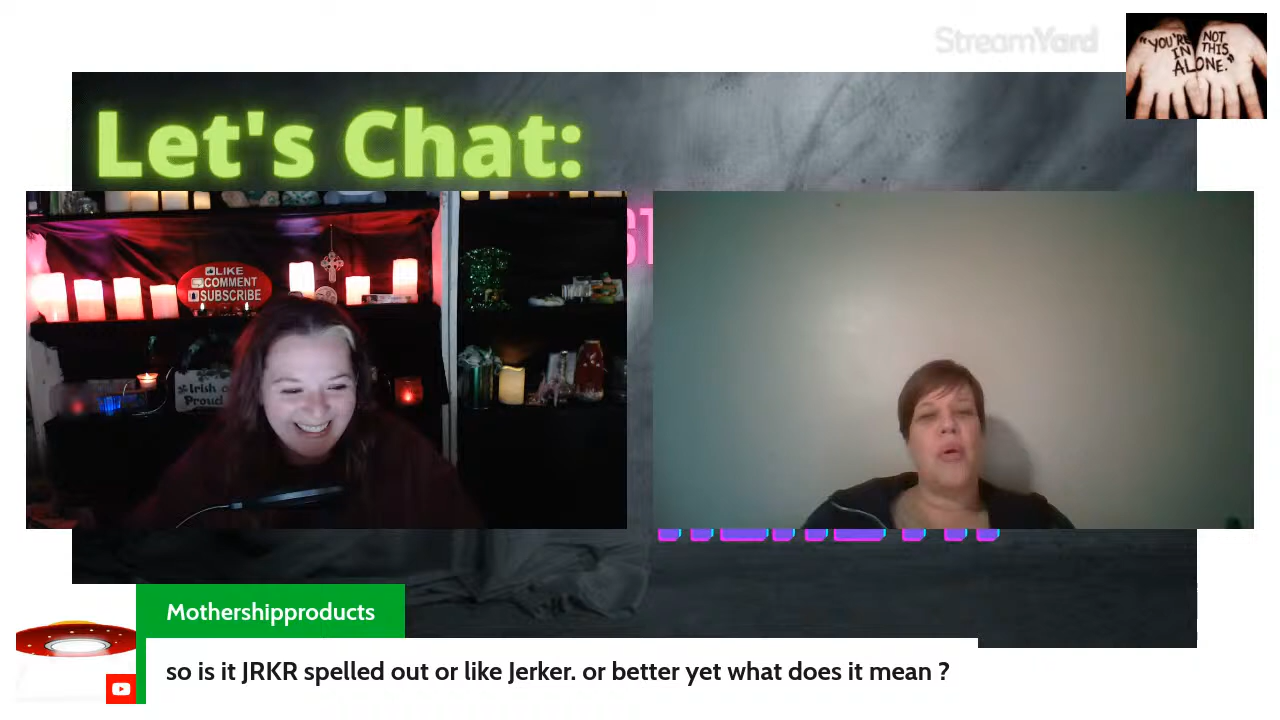 StreamYard
"YOU'RE NOT
IN THIS
ALONE."
Let's Chat:
LIKE
COMMENT
SUBSCRIBE
Irish
Proud
Mothershipproducts
so is it JRKR spelled out or like Jerker. or better yet what does it mean ?